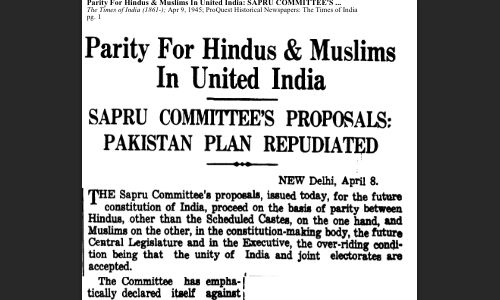 Parity For Hindus & Muslims In United India: SAPRU COMMITTEE'S ...
The Times of India (1861-); Apr 9, 1945; ProQuest Historical Newspapers: The Times of India
pg. 1
Parity For Hindus & Muslims
In United India
SAPRU COMMITTEE'S PROPOSALS:
PAKISTAN PLAN REPUDIATED
NEW Delhi, April 8.
THE Sapru Committee's proposals, issued today, for the future
constitution of India, proceed on the basis of parity between
Hindus, other than the Scheduled Castes, on the one hand, and
Muslims on the other, in the constitution-making body, the future
Central Legislature and in the Executive, the over-riding condi-
tion being that the unity of India and joint electorates are
accepted.
The Committee has empha-
tically declared itself against